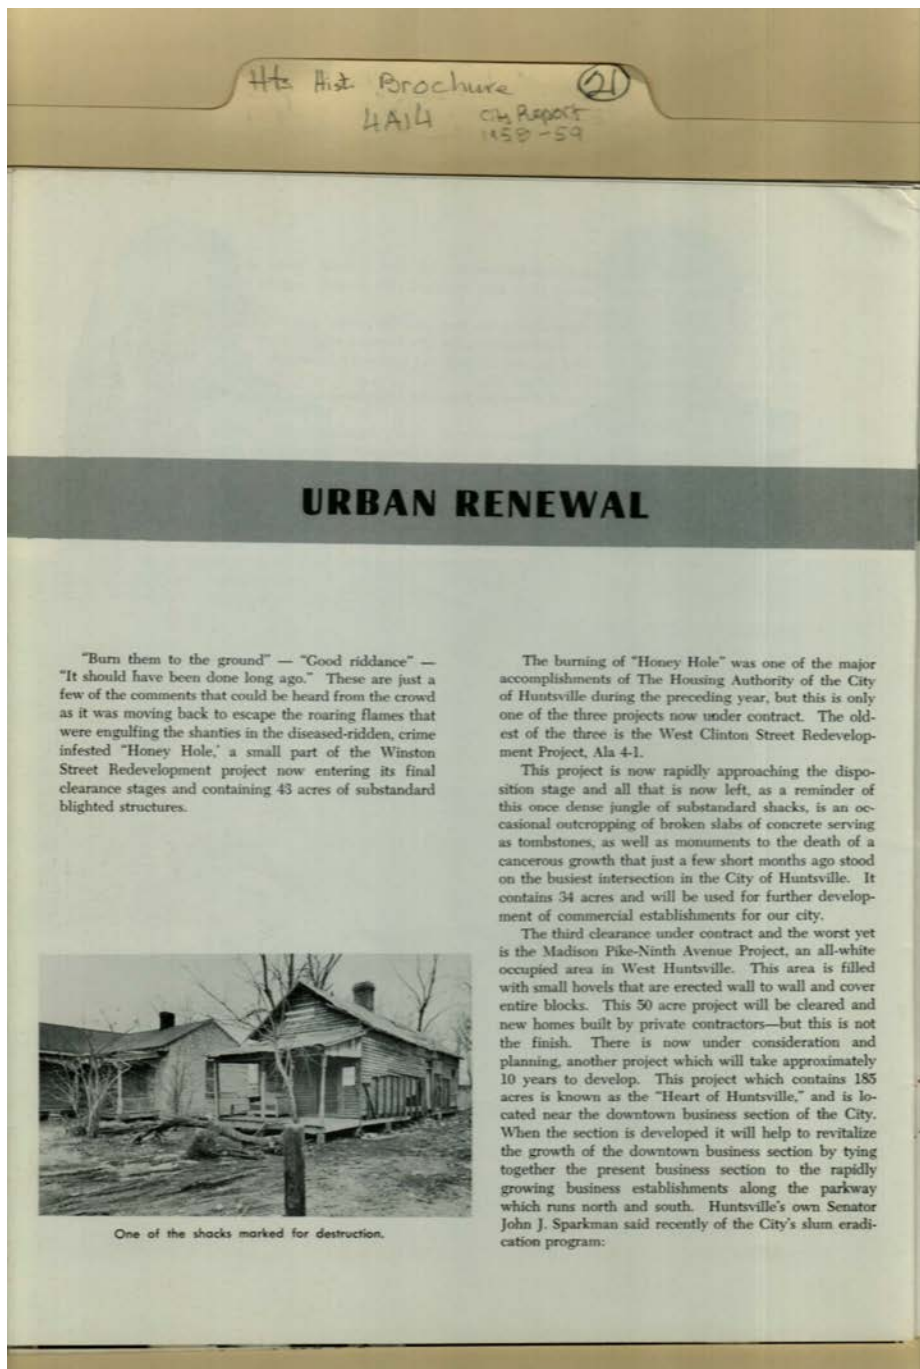 Hts Hist. Brochure 21
4A14 City Report
1958-59
URBAN RENEWAL
"Burn them to the ground" — "Good riddance" —
"It should have been done long ago." These are just a
few of the comments that could be heard from the crowd
as it was moving back to escape the roaring flames that
were engulfing the shanties in the diseased-ridden, crime
infested "Honey Hole,' a small part of the Winston
Street Redevelopment project now entering its final
clearance stages and containing 43 acres of substandard
blighted structures.
One of the shacks marked for destruction.
The burning of "Honey Hole" was one of the major
accomplishments of The Housing Authority of the City
of Huntsville during the preceding year, but this is only
one of the three projects now under contract. The old-
est of the three is the West Clinton Street Redevelop-
ment Project, Ala 4-1.
This project is now rapidly approaching the dispo-
sition stage and all that is now left, as a reminder of
this once dense jungle of substandard shacks, is an oc-
casional outcropping of broken slabs of concrete serving
as tombstones, as well as monuments to the death of a
cancerous growth that just a few short months ago stood
on the busiest intersection in the City of Huntsville. It
contains 34 acres and will be used for further develop-
ment of commercial establishments for our city.
The third clearance under contract and the worst yet
is the Madison Pike-Ninth Avenue Project, an all-white
occupied area in West Huntsville. This area is filled
with small hovels that are erected wall to wall and cover
entire blocks. This 50 acre project will be cleared and
new homes built by private contractors—but this is not
the finish. There is now under consideration and
planning, another project which will take approximately
10 years to develop. This project which contains 185
acres is known as the "Heart of Huntsville," and is lo-
cated near the downtown business section of the City.
When the section is developed it will help to revitalize
the growth of the downtown business section by tying
together the present business section to the rapidly
growing business establishments along the parkway
which runs north and south. Huntsville's own Senator
John J. Sparkman said recently of the City's slum eradi-
cation program: